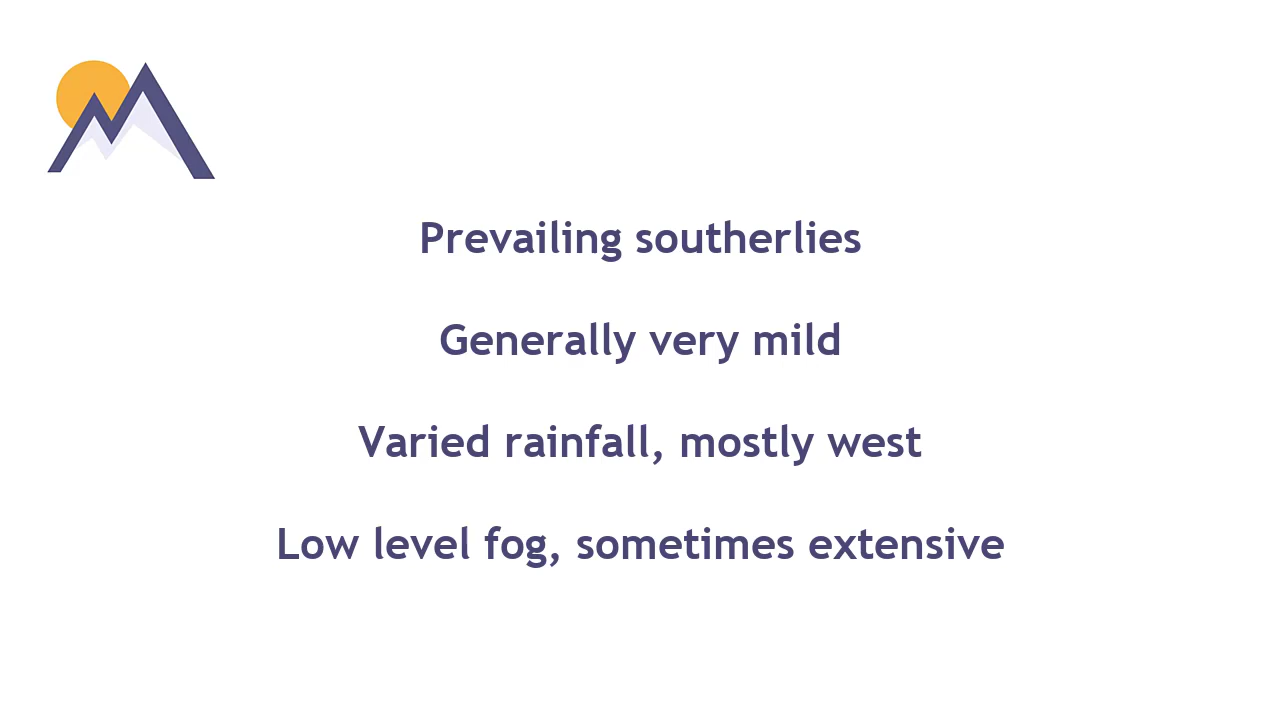 Prevailing southerlies
Generally very mild
Varied rainfall, mostly west
Low level fog, sometimes extensive